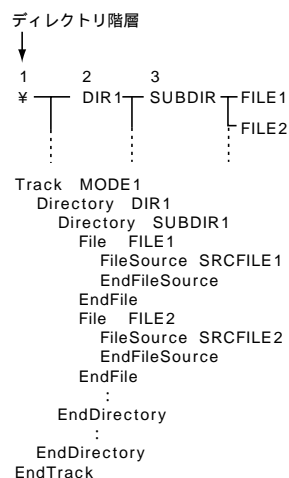 ディレクトリ階層
1 2 3
¥ DIR1 SUBDIR FILE1
FILE2
Track MODE1
Directory DIR1
Directory SUBDIR1
File FILE1
FileSource SRCFILE1
EndFileSource
EndFile
File FILE2
FileSource SRCFILE2
EndFileSource
EndFile
:
EndDirectory
:
EndDirectory
EndTrack